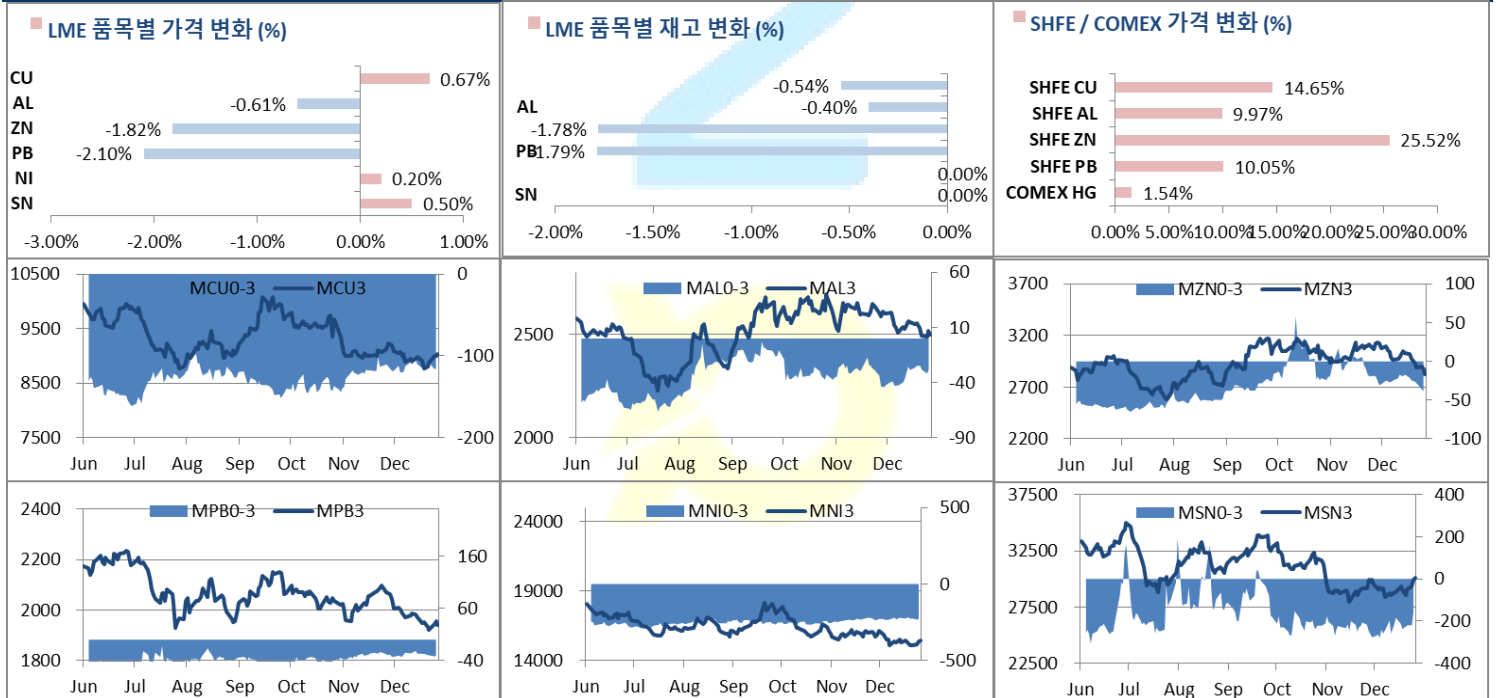 LME 품목별 가격 변화 (%)
CU
AL
ZN
PB
NI
SN
0.67%
-0.61%
-1.82%
-2.10%
0.20%
0.50%
-3.00% -2.00% -1.00% 0.00% 1.00%
LME 품목별 재고 변화 (%)
-0.54%
AL -0.40%
-1.78%
PB -1.79%
0.00%
SN 0.00%
-2.00% -1.50% -1.00% -0.50% 0.00%
SHFE / COMEX 가격 변화 (%)
SHFE CU 14.65%
SHFE AL 9.97%
SHFE ZN 25.52%
SHFE PB 10.05%
COMEX HG 1.54%
0.00% 5.00% 10.00% 15.00% 20.00% 25.00% 30.00%
MCU0-3 MCU3
10500
9500
8500
7500
0
-100
-200
Jun Jul Aug Sep Oct Nov Dec
MAL0-3 MAL3
2500
2000
60
10
-40
-90
Jun Jul Aug Sep Oct Nov Dec
MZN0-3 MZN3
3700
3200
2700
2200
100
50
0
-50
-100
Jun Jul Aug Sep Oct Nov Dec
MPB0-3 MPB3
2400
2200
2000
1800
160
60
-40
Jun Jul Aug Sep Oct Nov Dec
MNI0-3 MNI3
24000
19000
14000
500
0
-500
Jun Jul Aug Sep Oct Nov Dec
MSN0-3 MSN3
37500
32500
27500
22500
400
200
0
-200
-400
Jun Jul Aug Sep Oct Nov Dec